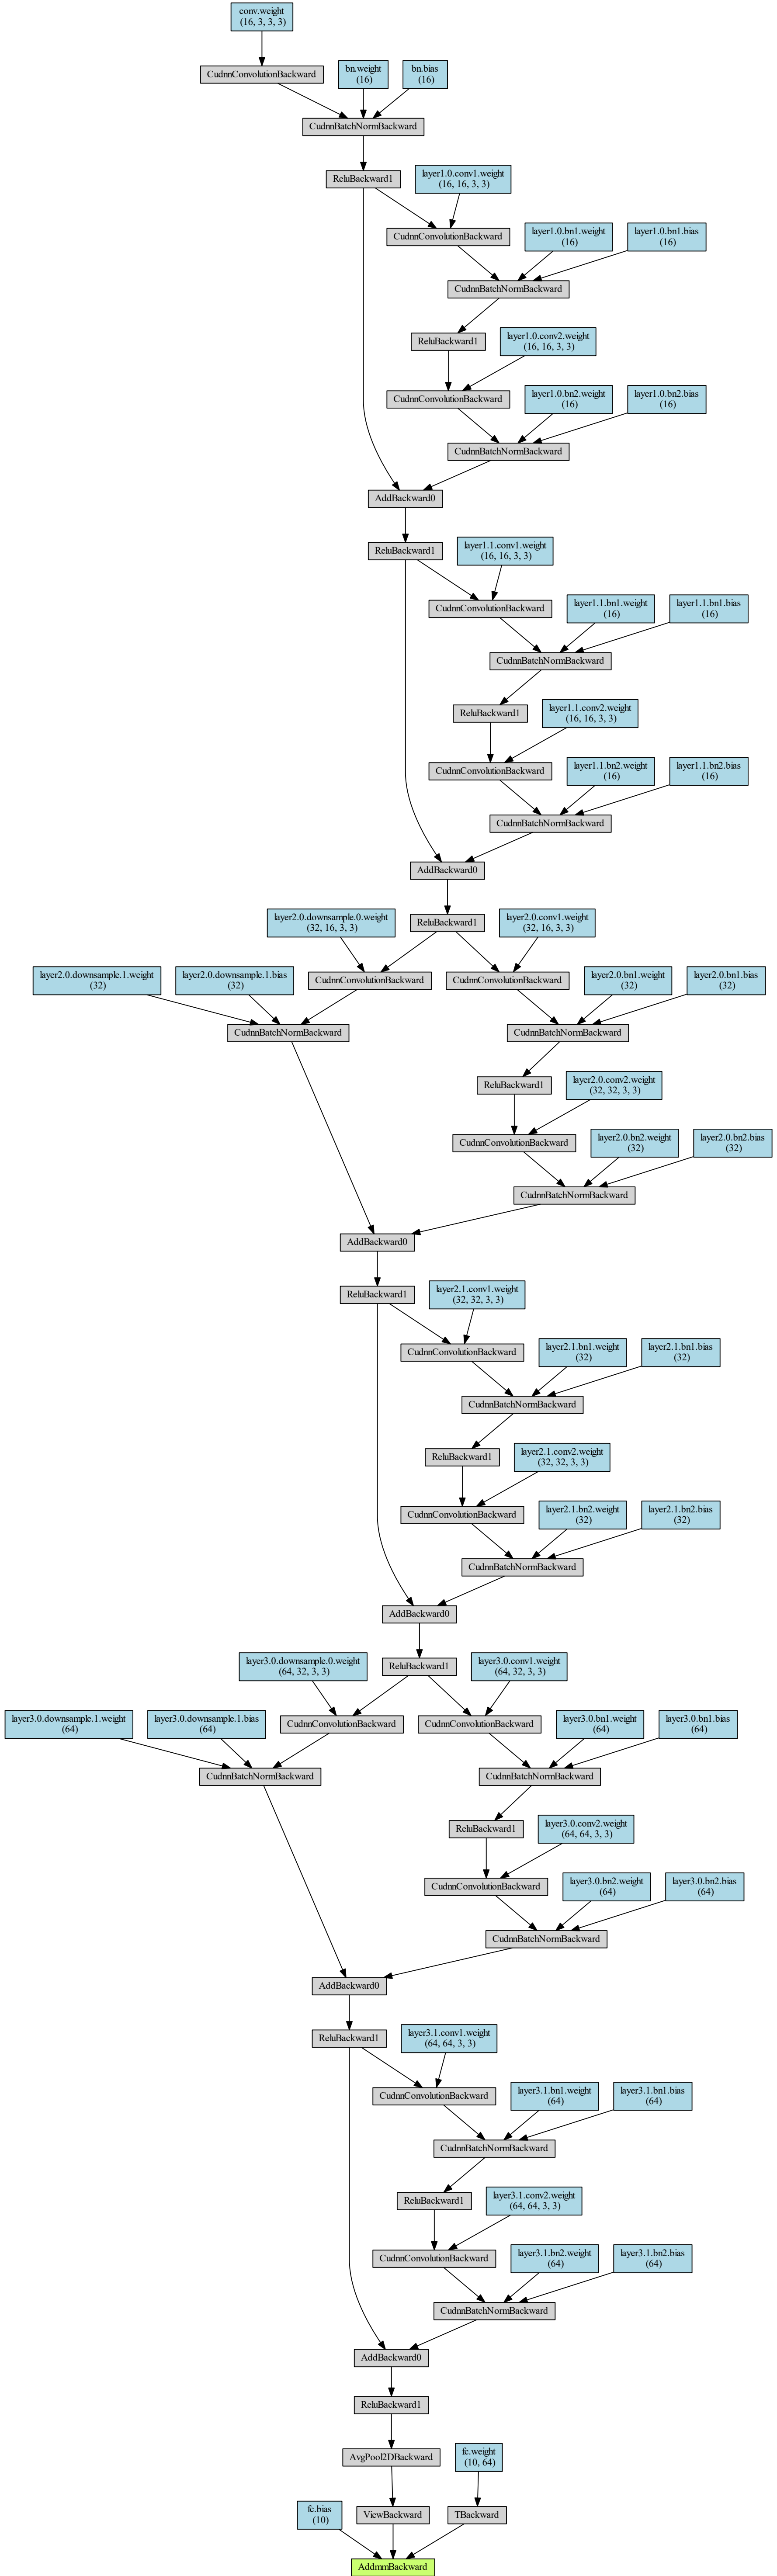 conv.weight
(16, 3, 3, 3)
CudnnConvolutionBackward
bn.weight
(16)
bn.bias
(16)
CudnnBatchNormBackward
ReluBackward1
layer1.0.conv1.weight
(16, 16, 3, 3)
CudnnConvolutionBackward
layer1.0.bn1.weight
(16)
layer1.0.bn1.bias
(16)
CudnnBatchNormBackward
ReluBackward1
layer1.0.conv2.weight
(16, 16, 3, 3)
CudnnConvolutionBackward
layer1.0.bn2.weight
(16)
layer1.0.bn2.bias
(16)
CudnnBatchNormBackward
AddBackward0
ReluBackward1
layer1.1.conv1.weight
(16, 16, 3, 3)
CudnnConvolutionBackward
layer1.1.bn1.weight
(16)
layer1.1.bn1.bias
(16)
CudnnBatchNormBackward
ReluBackward1
layer1.1.conv2.weight
(16, 16, 3, 3)
CudnnConvolutionBackward
layer1.1.bn2.weight
(16)
layer1.1.bn2.bias
(16)
CudnnBatchNormBackward
AddBackward0
layer2.0.downsample.0.weight
(32, 16, 3, 3)
ReluBackward1
layer2.0.conv1.weight
(32, 16, 3, 3)
layer2.0.downsample.1.weight
(32)
layer2.0.downsample.1.bias
(32)
CudnnConvolutionBackward
CudnnConvolutionBackward
layer2.0.bn1.weight
(32)
layer2.0.bn1.bias
(32)
CudnnBatchNormBackward
CudnnBatchNormBackward
ReluBackward1
layer2.0.conv2.weight
(32, 32, 3, 3)
CudnnConvolutionBackward
layer2.0.bn2.weight
(32)
layer2.0.bn2.bias
(32)
CudnnBatchNormBackward
AddBackward0
ReluBackward1
layer2.1.conv1.weight
(32, 32, 3, 3)
CudnnConvolutionBackward
layer2.1.bn1.weight
(32)
layer2.1.bn1.bias
(32)
CudnnBatchNormBackward
ReluBackward1
layer2.1.conv2.weight
(32, 32, 3, 3)
CudnnConvolutionBackward
layer2.1.bn2.weight
(32)
layer2.1.bn2.bias
(32)
CudnnBatchNormBackward
AddBackward0
layer3.0.downsample.0.weight
(64, 32, 3, 3)
ReluBackward1
layer3.0.conv1.weight
(64, 32, 3, 3)
layer3.0.downsample.1.weight
(64)
layer3.0.downsample.1.bias
(64)
CudnnConvolutionBackward
CudnnConvolutionBackward
layer3.0.bn1.weight
(64)
layer3.0.bn1.bias
(64)
CudnnBatchNormBackward
CudnnBatchNormBackward
ReluBackward1
layer3.0.conv2.weight
(64, 64, 3, 3)
CudnnConvolutionBackward
layer3.0.bn2.weight
(64)
layer3.0.bn2.bias
(64)
CudnnBatchNormBackward
AddBackward0
ReluBackward1
layer3.1.conv1.weight
(64, 64, 3, 3)
CudnnConvolutionBackward
layer3.1.bn1.weight
(64)
layer3.1.bn1.bias
(64)
CudnnBatchNormBackward
ReluBackward1
layer3.1.conv2.weight
(64, 64, 3, 3)
CudnnConvolutionBackward
layer3.1.bn2.weight
(64)
layer3.1.bn2.bias
(64)
CudnnBatchNormBackward
AddBackward0
ReluBackward1
AvgPool2DBackward
fc.weight
(10, 64)
fc.bias
(10)
ViewBackward
TBackward
AddmmBackward